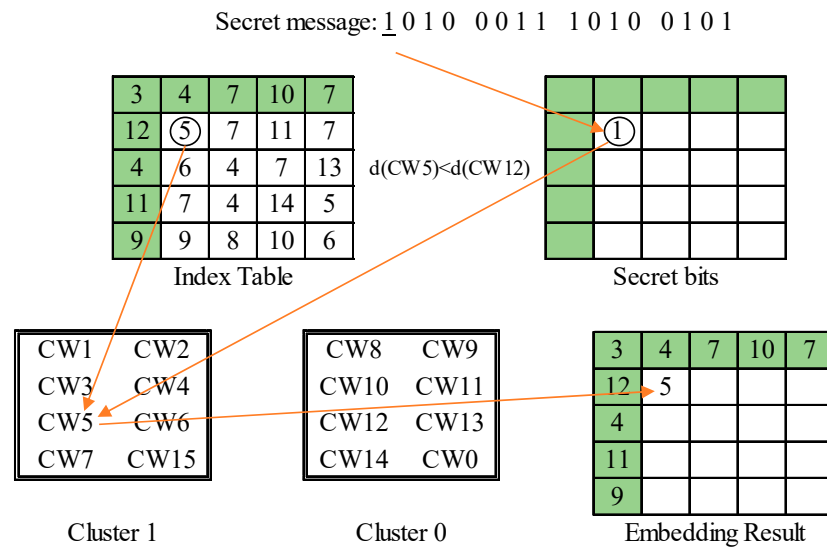 Secret message: 1 0 1 0 0 0 1 1 1 0 1 0 0 1 0 1
3 4 7 10 7
12 5 7 11 7
1
4 6 4 7 13
d(CW5)<d(CW12)
11 7 4 14 5
9 9 8 10 6
Index Table
Secret bits
CW1 CW2
CW3 CW4
CW5 CW6
CW7 CW15
Cluster 1
CW8 CW9
CW10 CW11
CW12 CW13
CW14 CW0
Cluster 0
3 4 7 10 7
12 5
4
11
9
Embedding Result